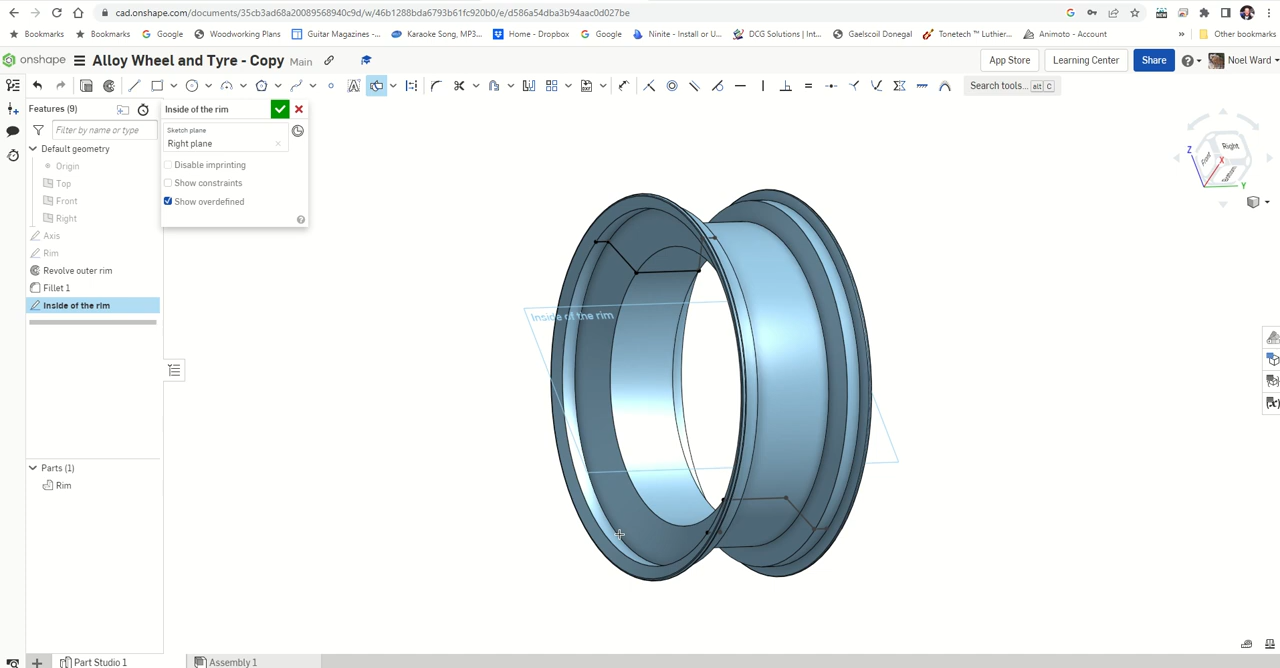 cad.onshape.com/documents/35cb3ad68a20089568940c9d/w/46b1288bda6793b61fc920b0/e/d586a54dba3b94aac0d027be
Bookmarks Bookmarks Google Woodworking Plans Guitar Magazines -... Karaoke Song, MP3... Home - Dropbox Google Ninite - Install or U... DCG Solutions | Int... Gaelscoil Donegal Tonetech ™ Luthier... Animoto - Account » Other bookmarks
onshape Alloy Wheel and Tyre - Copy Main App Store Learning Center Share Noel Ward
Search tools... alt C
Features (9)
Filter by name or type
Default geometry
Origin
Top
Front
Right
Axis
Rim
Revolve outer rim
Fillet 1
Inside of the rim
Inside of the rim
Sketch plane
Right plane
Disable imprinting
Show constraints
Show overdefined
Inside of the rim
Z
Front
Right
X
Bottom
Y
Parts (1)
Rim
Part Studio 1 Assembly 1